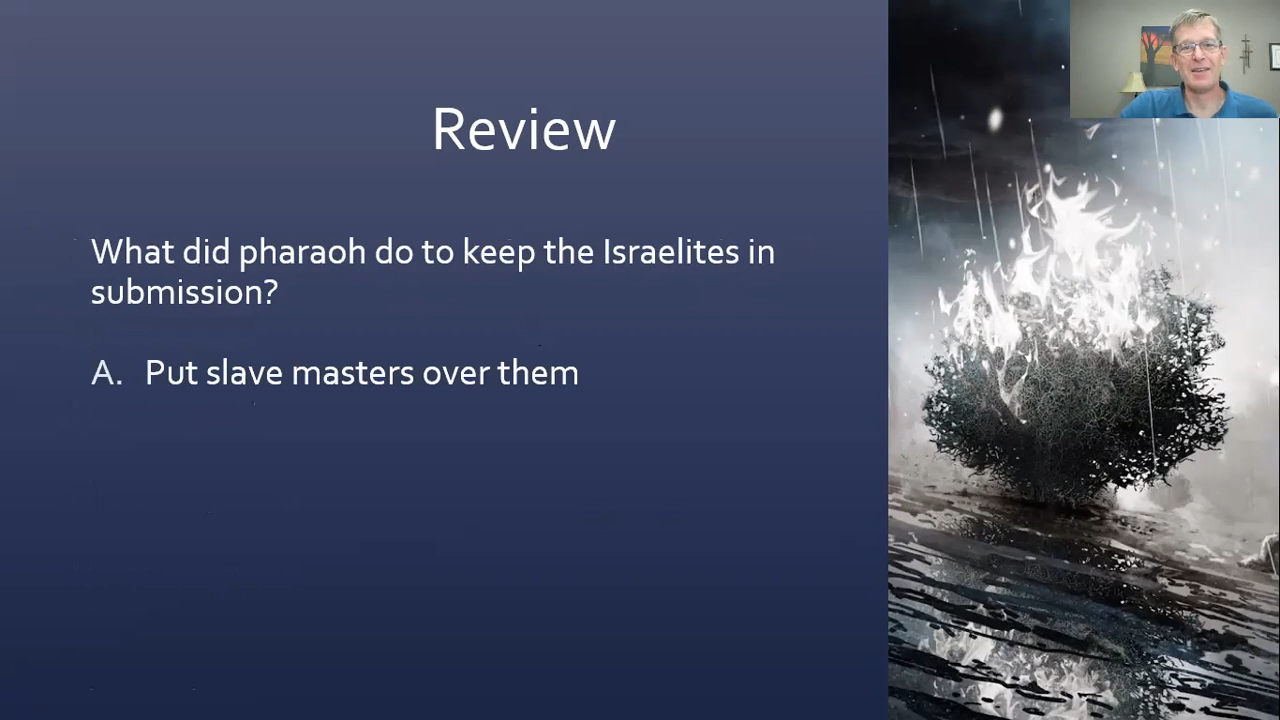 Review
What did pharaoh do to keep the Israelites in
submission?
A. Put slave masters over them